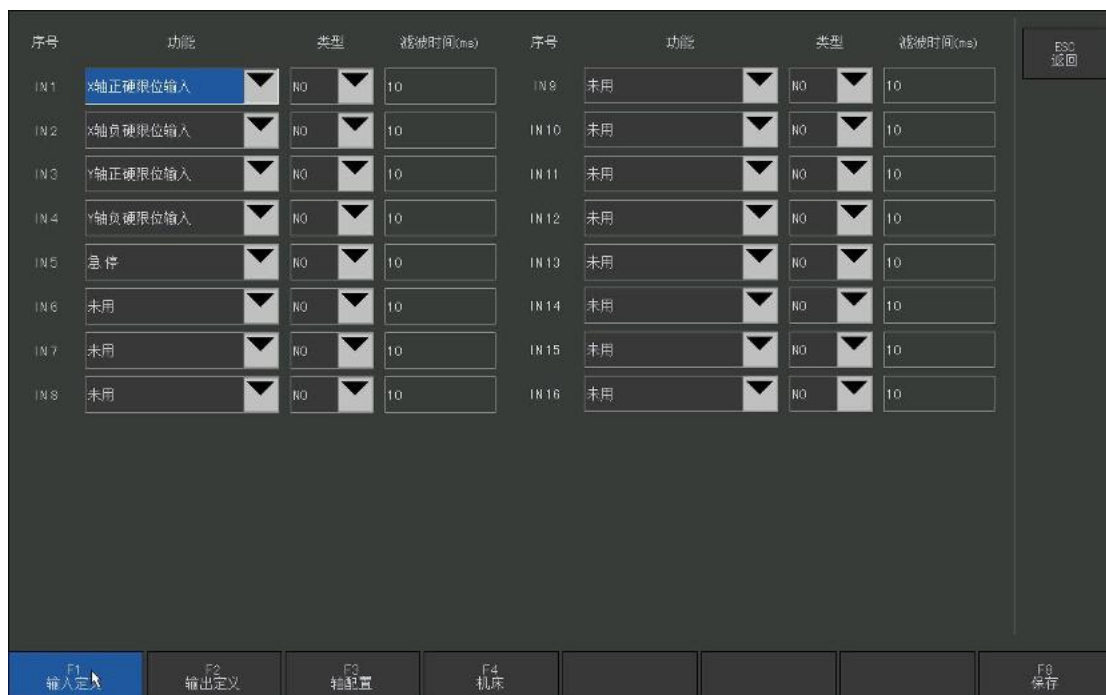 序号 功能 类型 滤波时间(ms) 序号 功能 类型 滤波时间(ms)
ESC
返回
IN1 X轴正硬限位输入 NO 10 IN9 未用 NO 10
IN2 X轴负硬限位输入 NO 10 IN10 未用 NO 10
IN3 Y轴正硬限位输入 NO 10 IN11 未用 NO 10
IN4 Y轴负硬限位输入 NO 10 IN12 未用 NO 10
IN5 急停 NO 10 IN13 未用 NO 10
IN6 未用 NO 10 IN14 未用 NO 10
IN7 未用 NO 10 IN15 未用 NO 10
IN8 未用 NO 10 IN16 未用 NO 10
F1 F2 F3 F4 F8
输入定义 输出定义 轴配置 机床 保存